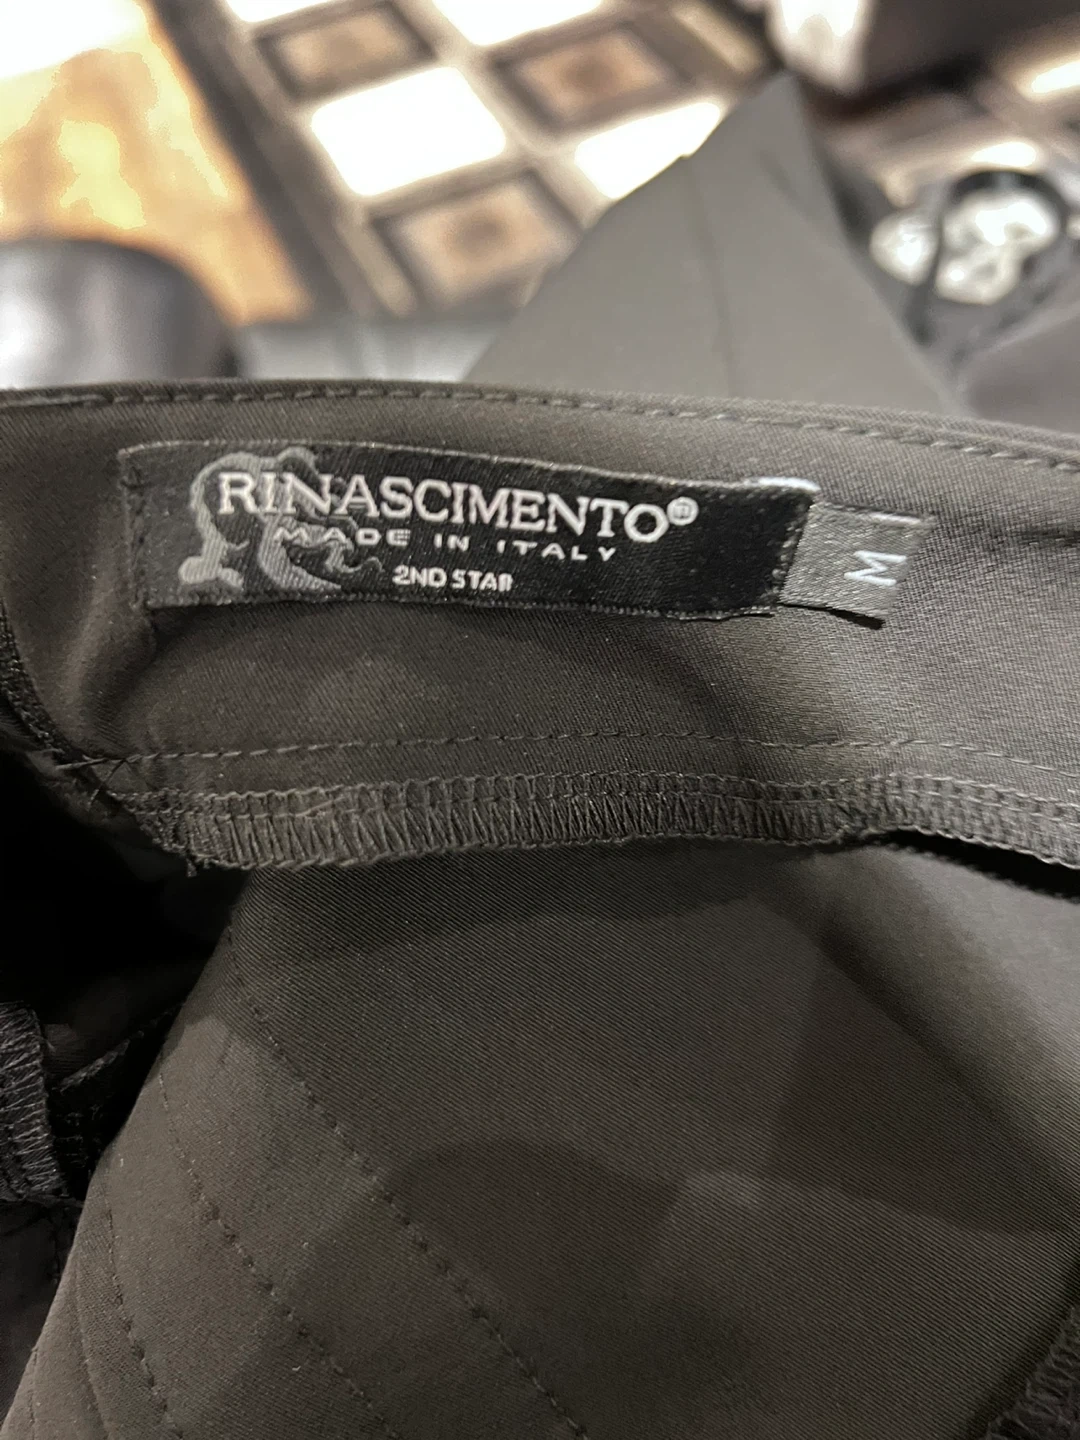 RINASCIMENTO®
MADE IN ITALY
2ND STAR
M